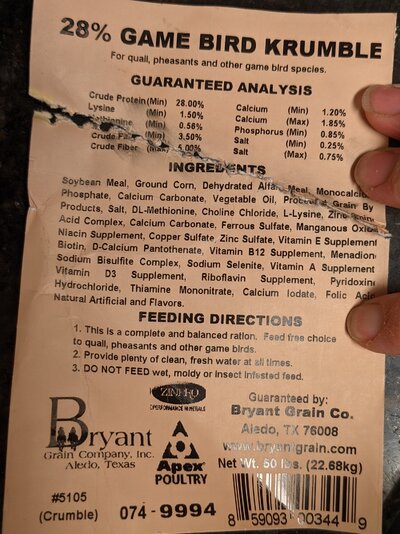 28% GAME BIRD KRUMBLE
For quail, pheasants and other game bird species.
GUARANTEED ANALYSIS
Crude Protein (Min) 28.00% Calcium (Min) 1.20%
Lysine (Min) 1.50% Calcium (Max) 1.85%
Methionine (Min) 0.56% Phosphorus (Min) 0.85%
Crude Fat (Min) 3.50% Salt (Min) 0.25%
Crude Fiber (Max) 5.00% Salt (Max) 0.75%
INGREDIENTS
Soybean Meal, Ground Corn, Dehydrated Alfalfa Meal, Monocalcium
Phosphate, Calcium Carbonate, Vegetable Oil, Processed Grain By
Products, Salt, DL-Methionine, Choline Chloride, L-Lysine, Zinc Amino
Acid Complex, Calcium Carbonate, Ferrous Sulfate, Manganous Oxide
Niacin Supplement, Copper Sulfate Zinc Sulfate, Vitamin E Supplement
Biotin, D-Calcium Pantothenate, Vitamin B12 Supplement, Menadione
Sodium Bisulfite Complex, Sodium Selenite, Vitamin A Supplement
Vitamin D3 Supplement, Riboflavin Supplement, Pyridoxine
Hydrochloride, Thiamine Mononitrate, Calcium Iodate, Folic Acid
Natural Artificial and Flavors.
FEEDING DIRECTIONS
1. This is a complete and balanced ration. Feed free choice
to quail, pheasants and other game birds.
2. Provide plenty of clean, fresh water at all times.
3. DO NOT FEED wet, moldy or insect infested feed.
ZINPRO
PERFORMANCE MINERALS
Bryant
Grain Company, Inc.
Aledo, Texas
Apex
POULTRY
Guaranteed by:
Bryant Grain Co.
Aledo, TX 76008
www.bryantgrain.com
Net Wt. 50 lbs. (22.68kg)
#5105
(Crumble)
074 - 9994
8 59093 00344 9